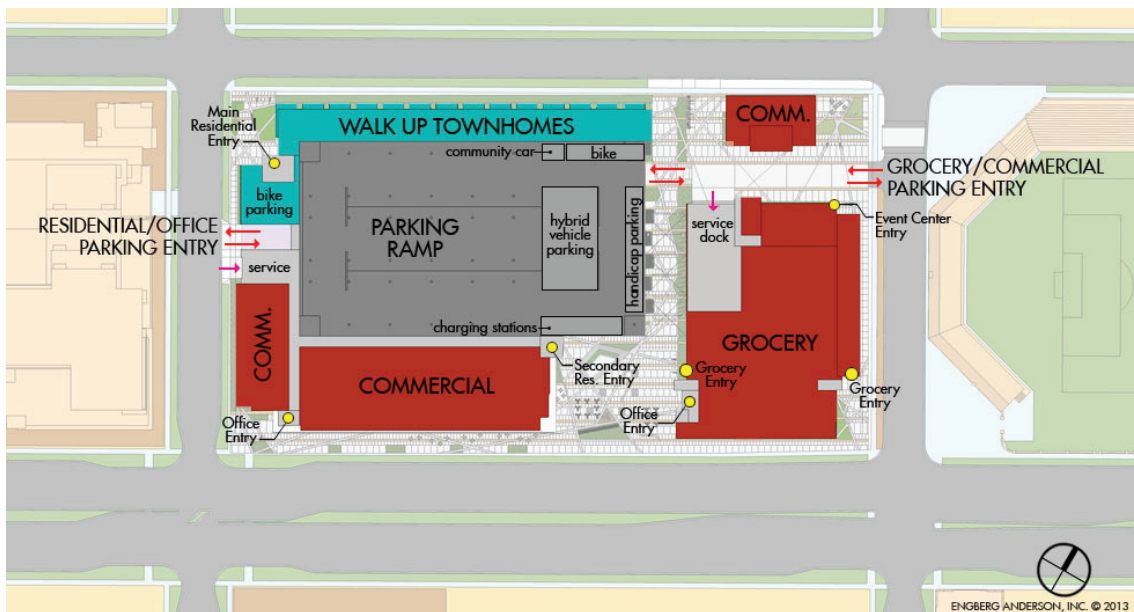 Main
Residential
Entry
WALK UP TOWNHOMES
COMM.
community car
bike
GROCERY/COMMERCIAL
PARKING ENTRY
bike
parking
RESIDENTIAL/OFFICE
PARKING ENTRY
PARKING
RAMP
hybrid
vehicle
parking
handicap parking
service
dock
Event Center
Entry
service
charging stations
COMM.
GROCERY
COMMERCIAL
Secondary
Res. Entry
Grocery
Entry
Grocery
Entry
Office
Entry
Office
Entry
ENGBERG ANDERSON, INC. © 2013